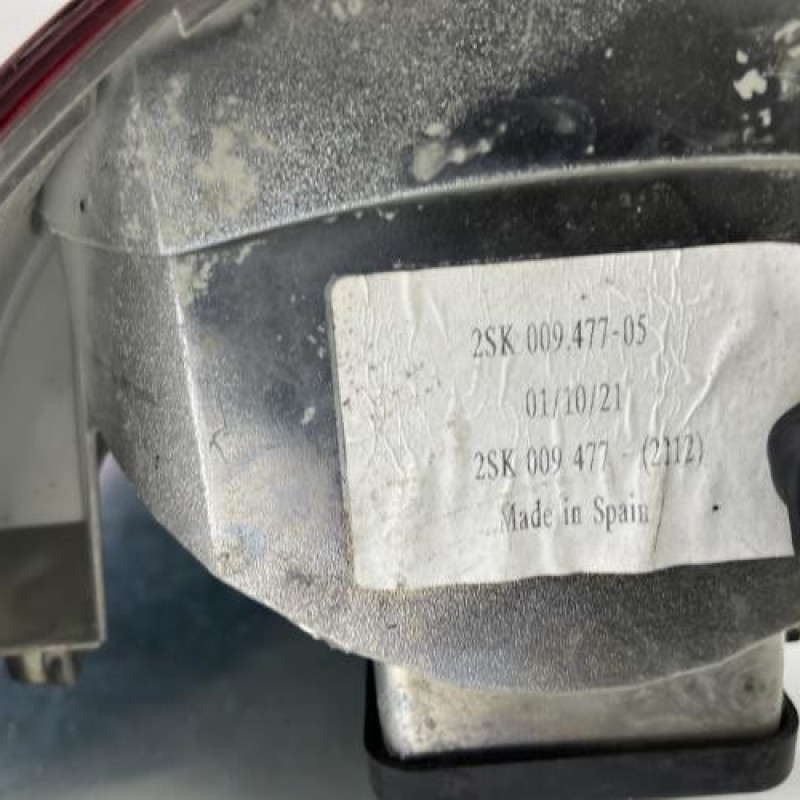 2SK 009.477-05
01/10/21
2SK 009 477 - (2112)
Made in Spain